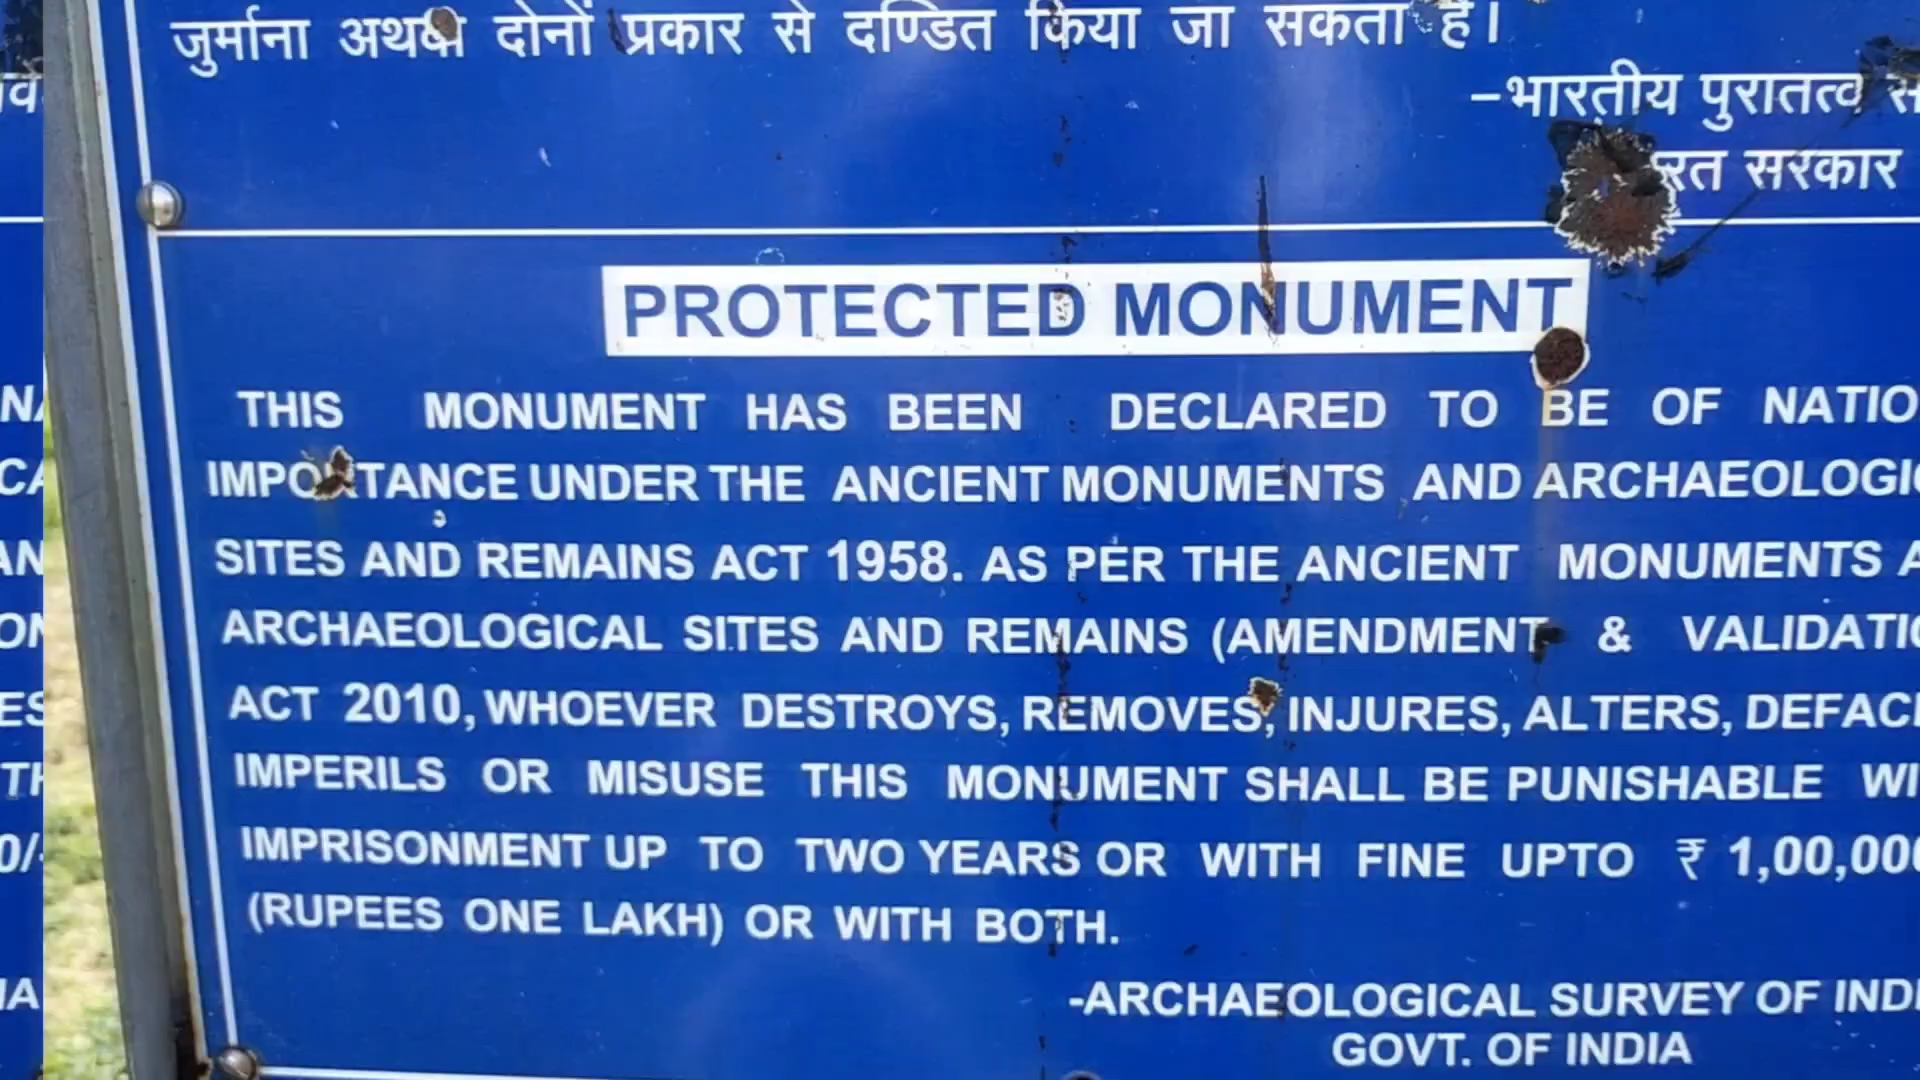 जुर्माना अथवा दोनों प्रकार से दण्डित किया जा सकता है।
–भारतीय पुरातत्व स
रत सरकार
PROTECTED MONUMENT
THIS MONUMENT HAS BEEN DECLARED TO BE OF NATIO
IMPORTANCE UNDER THE ANCIENT MONUMENTS AND ARCHAEOLOGIC
SITES AND REMAINS ACT 1958. AS PER THE ANCIENT MONUMENTS A
ARCHAEOLOGICAL SITES AND REMAINS (AMENDMENT & VALIDATIO
ACT 2010, WHOEVER DESTROYS, REMOVES, INJURES, ALTERS, DEFACE
IMPERILS OR MISUSE THIS MONUMENT SHALL BE PUNISHABLE WI
IMPRISONMENT UP TO TWO YEARS OR WITH FINE UPTO ₹ 1,00,000
(RUPEES ONE LAKH) OR WITH BOTH.
-ARCHAEOLOGICAL SURVEY OF INDI
GOVT. OF INDIA